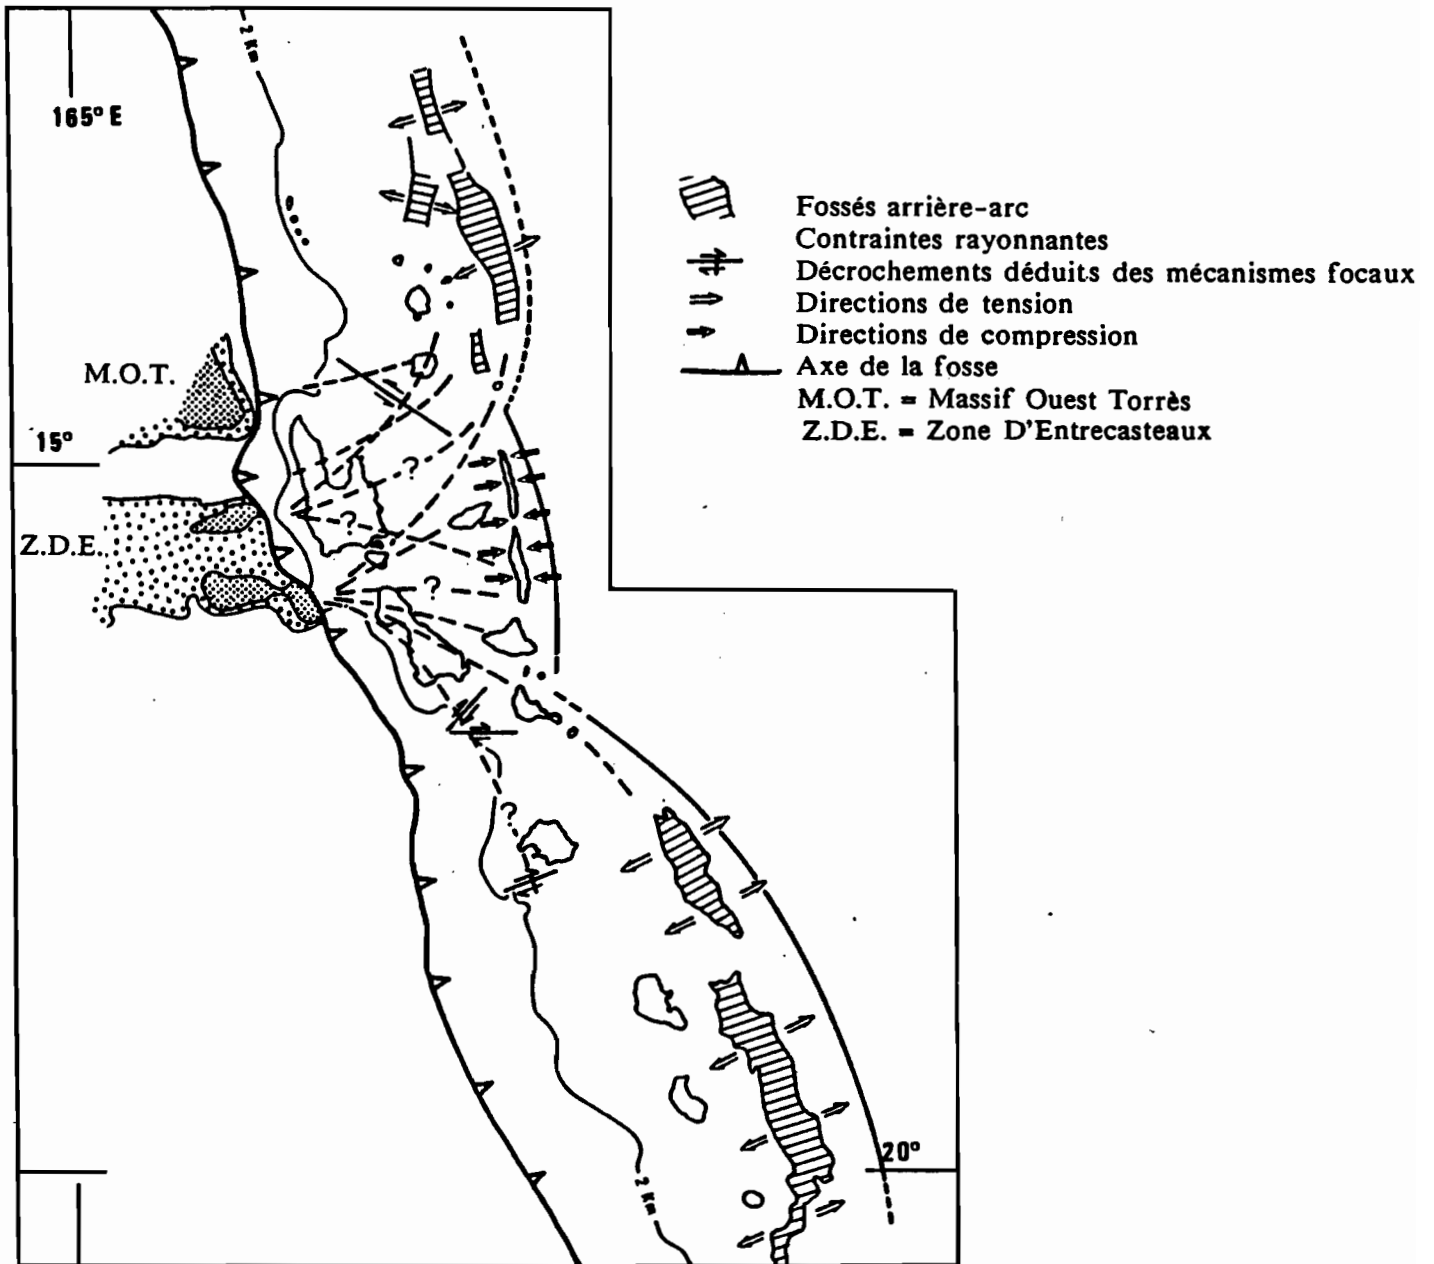 2 Km
165° E
M.O.T.
15°
Z.D.E.
?
?
?
?
20°
2 Km
Fossés arrière-arc
Contraintes rayonnantes
Décrochements déduits des mécanismes focaux
Directions de tension
Directions de compression
Axe de la fosse
M.O.T. = Massif Ouest Torrès
Z.D.E. = Zone D'Entrecasteaux